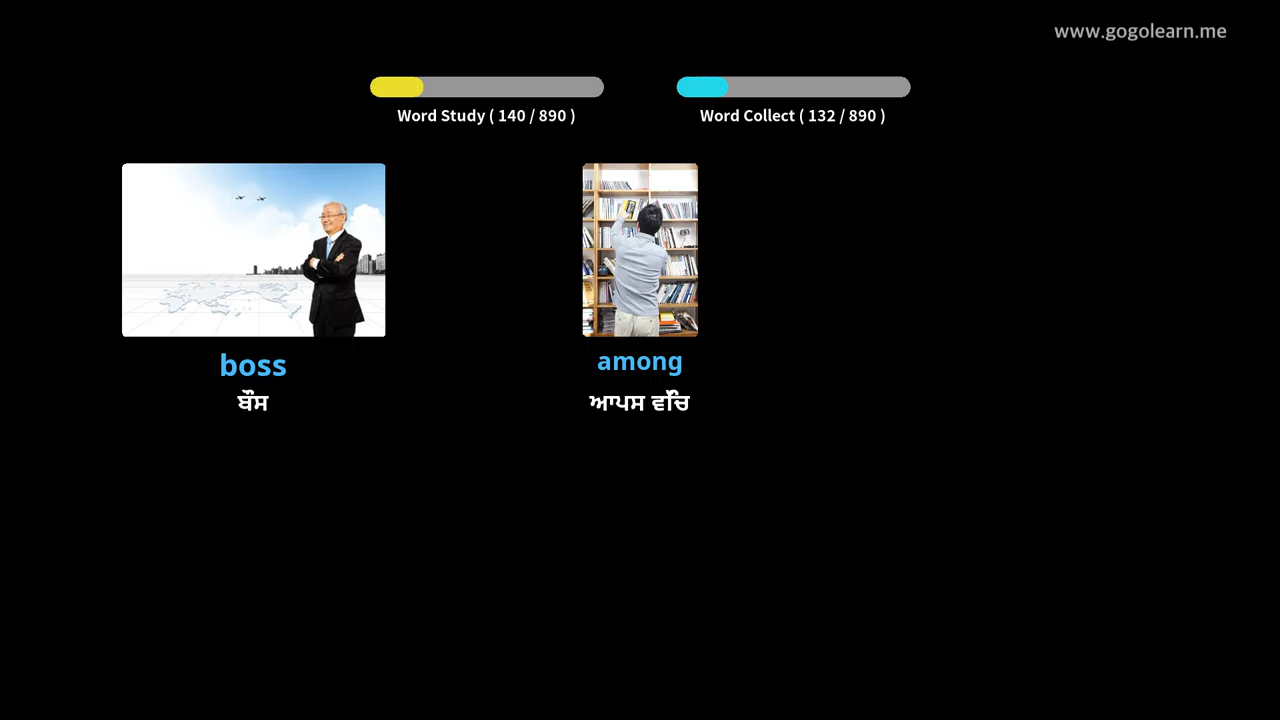 www.gogolearn.me
Word Study ( 140 / 890 )
Word Collect ( 132 / 890 )
boss
ਬੌਸ
among
ਆਪਸ ਵਿੱਚ